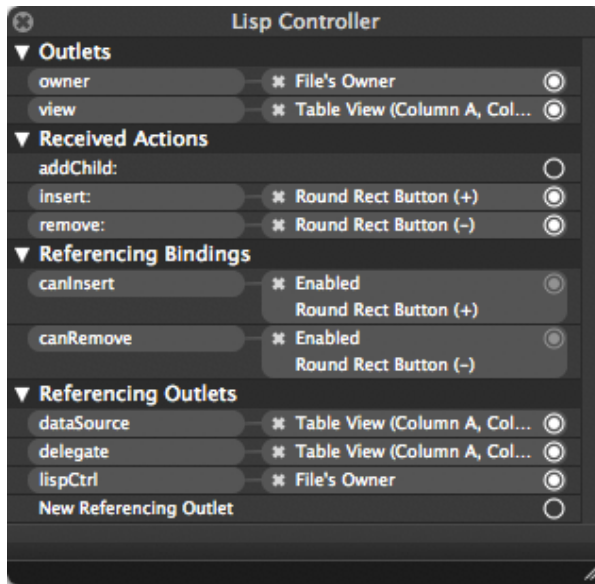 Lisp Controller
▼ Outlets
owner ✖ File's Owner
view ✖ Table View (Column A, Col...
▼ Received Actions
addChild:
insert: ✖ Round Rect Button (+)
remove: ✖ Round Rect Button (–)
▼ Referencing Bindings
canInsert ✖ Enabled
Round Rect Button (+)
canRemove ✖ Enabled
Round Rect Button (–)
▼ Referencing Outlets
dataSource ✖ Table View (Column A, Col...
delegate ✖ Table View (Column A, Col...
lispCtrl ✖ File's Owner
New Referencing Outlet